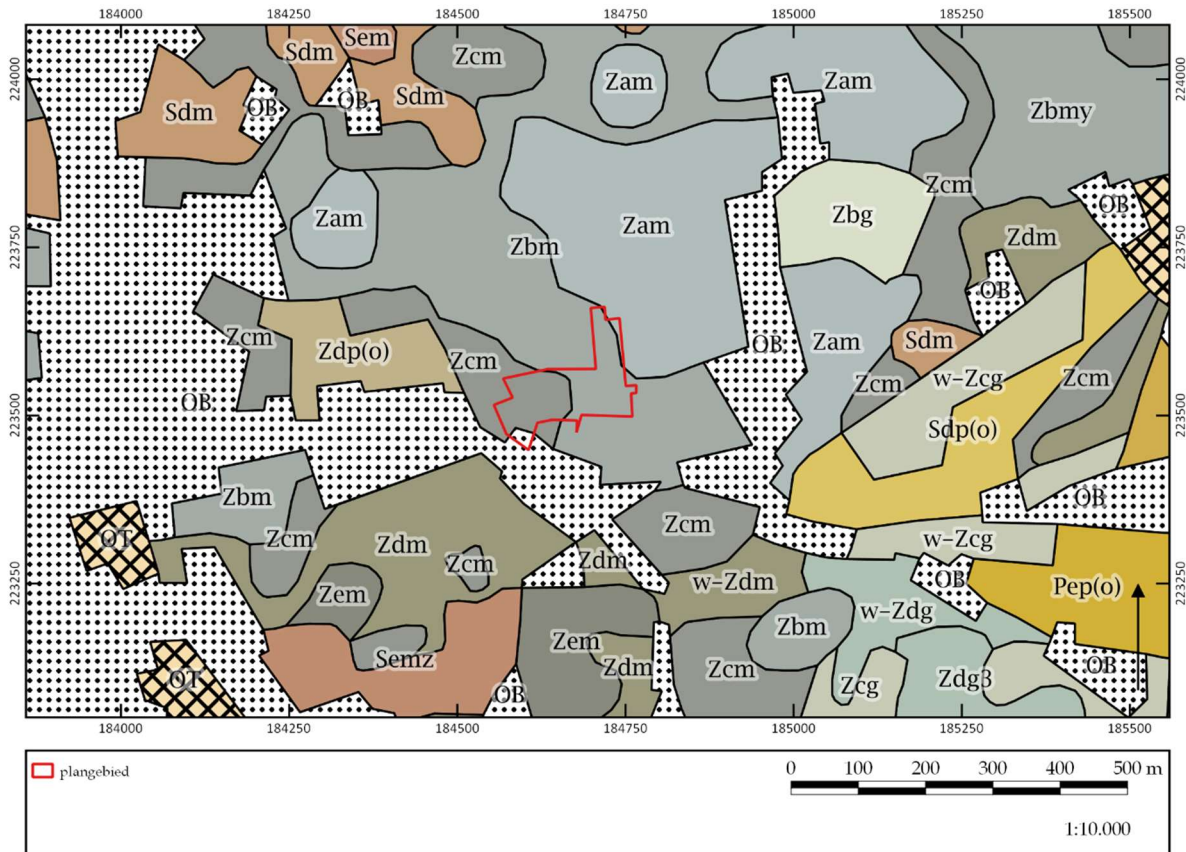 184000 184250 184500 184750 185000 185250 185500
224000 224000
Sdm Sem Zcm Zam Zam Zbmy
Sdm OB OB Sdm
Zcm
Zam Zbm Zam Zbg OB
223750 Zdm 223750
OB
Zcm Zdp(o) Zcm OB Zam Sdm
Zcm w-Zcg Zcm
OB
223500 Sdp(o) 223500
Zbm OB
Zcm Zcm
OT Zdm w-Zcg
Zcm Zdm
223250 Zem w-Zdm OB Pep(o) 223250
w-Zdg
Zbm
Zem
Semz Zdm Zcm OB
OT OB Zcg Zdg3
184000 184250 184500 184750 185000 185250 185500
plangebied
0 100 200 300 400 500 m
1:10.000